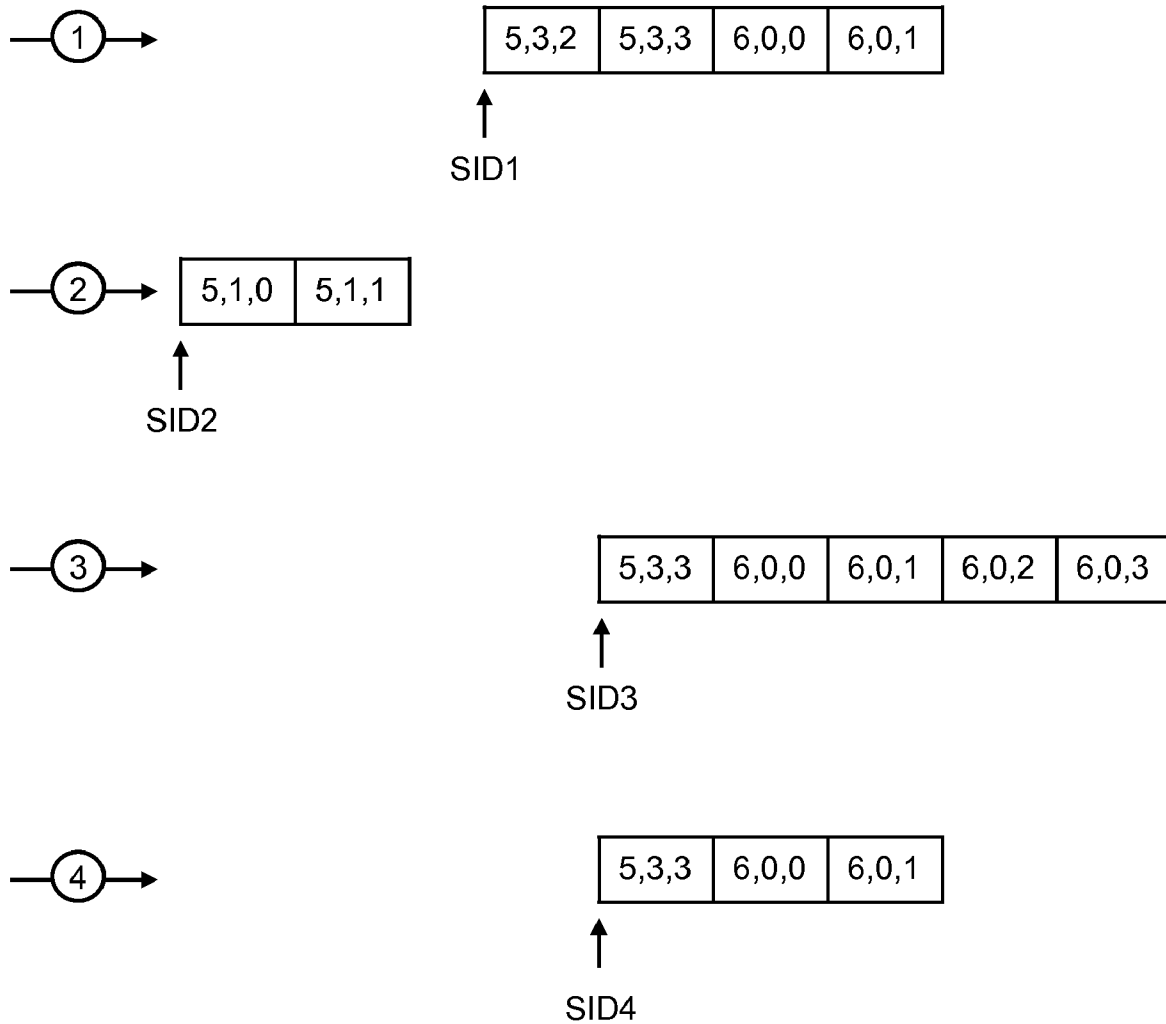 1 5,3,2 5,3,3 6,0,0 6,0,1
SID1
2 5,1,0 5,1,1
SID2
3 5,3,3 6,0,0 6,0,1 6,0,2 6,0,3
SID3
4 5,3,3 6,0,0 6,0,1
SID4